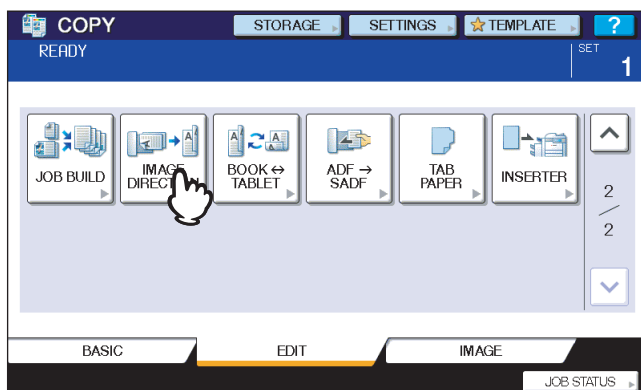 COPY
STORAGE
SETTINGS
TEMPLATE
?
READY
SET
1
JOB BUILD
IMAGE
DIRECTION
BOOK ↔
TABLET
ADF →
SADF
TAB
PAPER
INSERTER
2
/
2
BASIC
EDIT
IMAGE
JOB STATUS